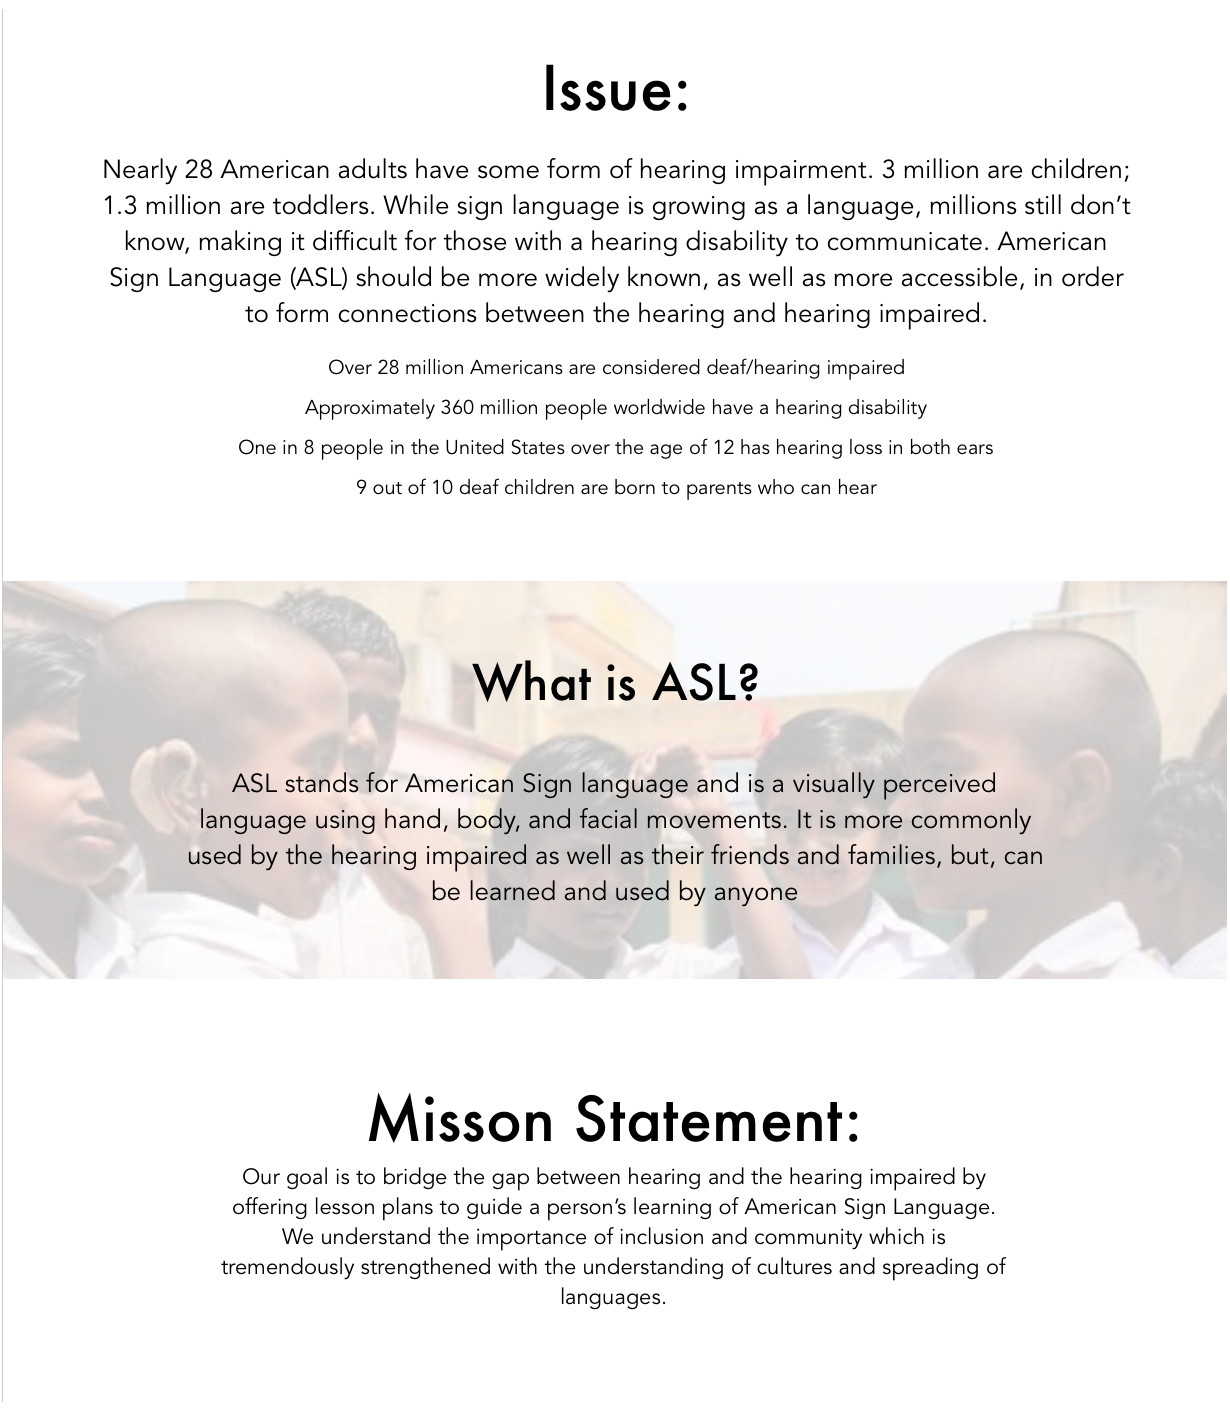 Issue:
Nearly 28 American adults have some form of hearing impairment. 3 million are children;
1.3 million are toddlers. While sign language is growing as a language, millions still don’t
know, making it difficult for those with a hearing disability to communicate. American
Sign Language (ASL) should be more widely known, as well as more accessible, in order
to form connections between the hearing and hearing impaired.
Over 28 million Americans are considered deaf/hearing impaired
Approximately 360 million people worldwide have a hearing disability
One in 8 people in the United States over the age of 12 has hearing loss in both ears
9 out of 10 deaf children are born to parents who can hear
What is ASL?
ASL stands for American Sign language and is a visually perceived
language using hand, body, and facial movements. It is more commonly
used by the hearing impaired as well as their friends and families, but, can
be learned and used by anyone
Misson Statement:
Our goal is to bridge the gap between hearing and the hearing impaired by
offering lesson plans to guide a person’s learning of American Sign Language.
We understand the importance of inclusion and community which is
tremendously strengthened with the understanding of cultures and spreading of
languages.